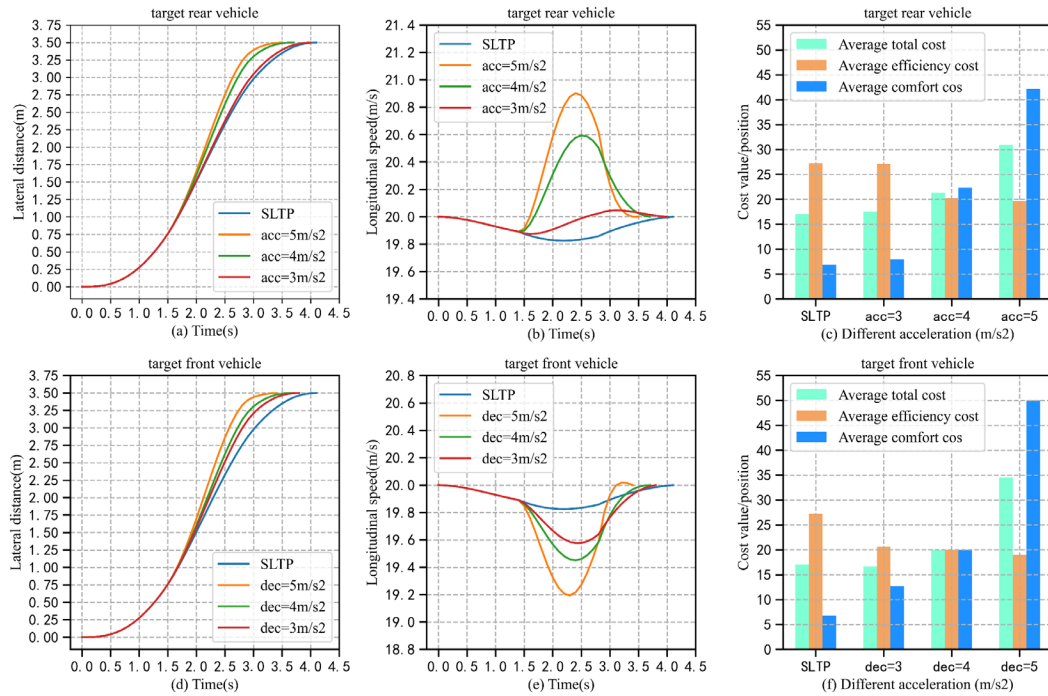 target rear vehicle
3.75
3.50
3.25
3.00
2.75
2.50
2.25
2.00
1.75
1.50
1.25
1.00
0.75
0.50
0.25
0.00
Lateral distance(m)
SLTP
acc=5m/s2
acc=4m/s2
acc=3m/s2
0.0 0.5 1.0 1.5 2.0 2.5 3.0 3.5 4.0 4.5
(a) Time(s)
target rear vehicle
21.4
21.2
21.0
20.8
20.6
20.4
20.2
20.0
19.8
19.6
19.4
Longitudinal speed(m/s)
SLTP
acc=5m/s2
acc=4m/s2
acc=3m/s2
0.0 0.5 1.0 1.5 2.0 2.5 3.0 3.5 4.0 4.5
(b) Time(s)
target rear vehicle
55
50
45
40
35
30
25
20
15
10
5
0
Cost value/position
Average total cost
Average efficiency cost
Average comfort cos
SLTP acc=3 acc=4 acc=5
(c) Different acceleration (m/s2)
target front vehicle
3.75
3.50
3.25
3.00
2.75
2.50
2.25
2.00
1.75
1.50
1.25
1.00
0.75
0.50
0.25
0.00
Lateral distance(m)
SLTP
dec=5m/s2
dec=4m/s2
dec=3m/s2
0.0 0.5 1.0 1.5 2.0 2.5 3.0 3.5 4.0 4.5
(d) Time(s)
target front vehicle
20.8
20.6
20.4
20.2
20.0
19.8
19.6
19.4
19.2
19.0
18.8
Longitudinal speed(m/s)
SLTP
dec=5m/s2
dec=4m/s2
dec=3m/s2
0.0 0.5 1.0 1.5 2.0 2.5 3.0 3.5 4.0 4.5
(e) Time(s)
target front vehicle
55
50
45
40
35
30
25
20
15
10
5
0
Cost value/position
Average total cost
Average efficiency cost
Average comfort cos
SLTP dec=3 dec=4 dec=5
(f) Different acceleration (m/s2)